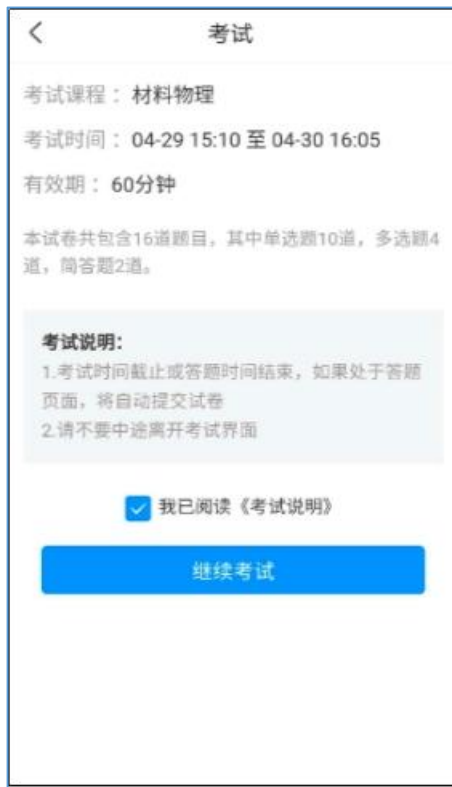 考试
考试课程： 材料物理
考试时间： 04-29 15:10 至 04-30 16:05
有效期： 60分钟
本试卷共包含16道题目，其中单选题10道，多选题4
道，简答题2道。
考试说明：
1.考试时间截止或答题时间结束，如果处于答题
页面，将自动提交试卷
2.请不要中途离开考试界面
我已阅读《考试说明》
继续考试